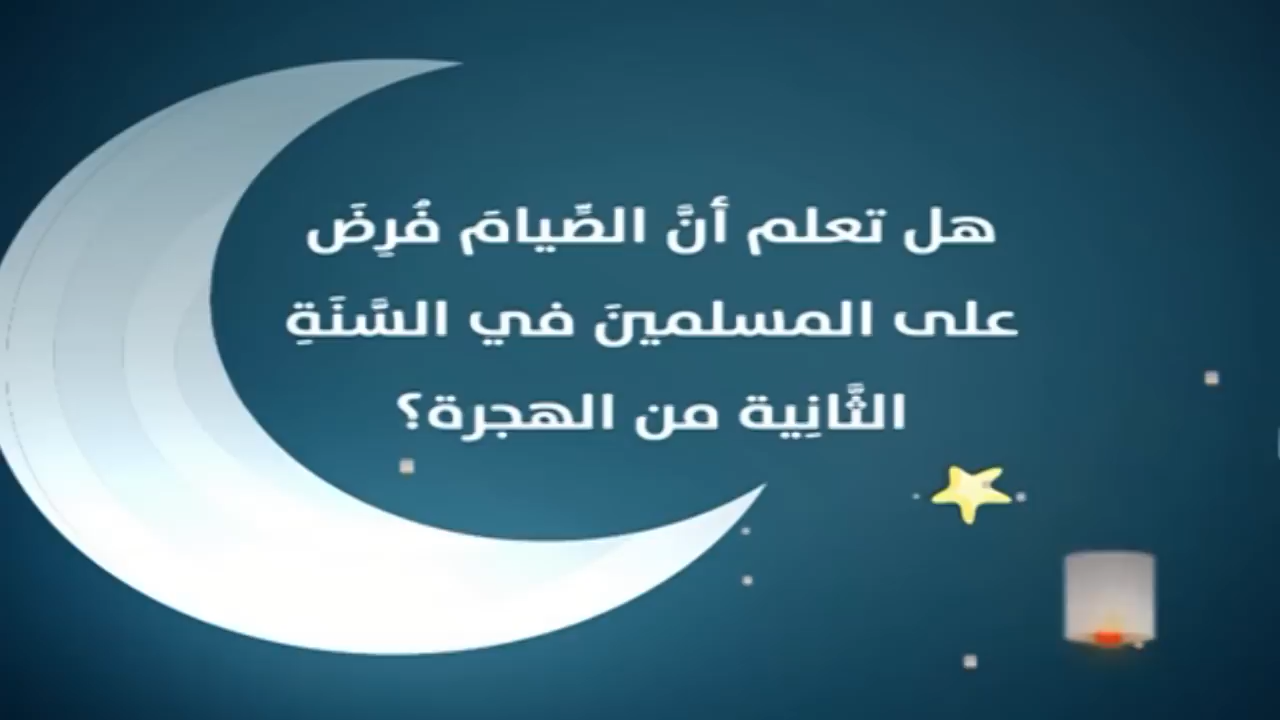 هل تعلم أنَّ الصِّيامَ فُرِضَ
على المسلمينَ في السَّنَةِ
الثَّانِية من الهجرة؟